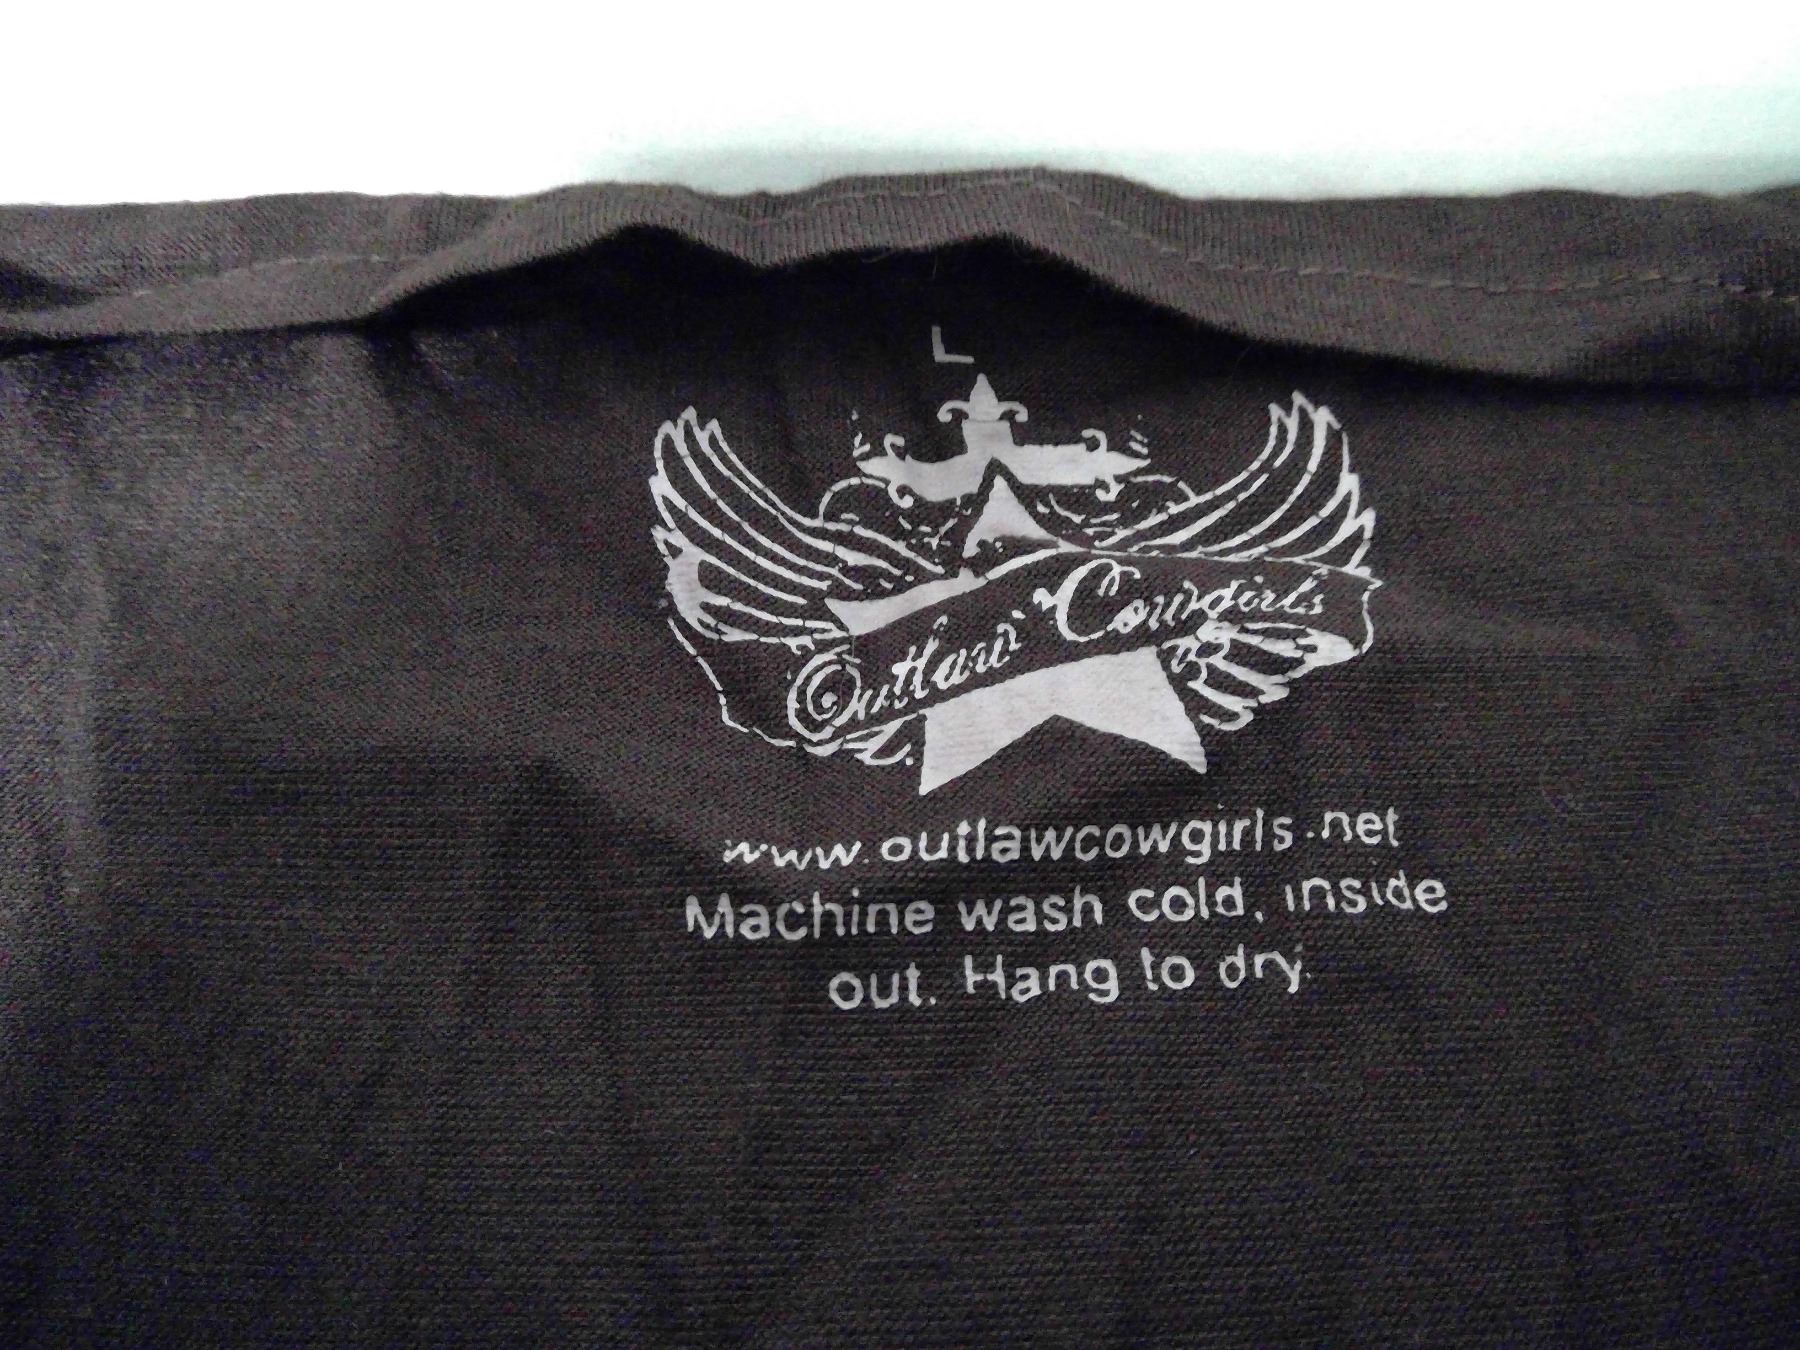 L
Outlaw Cowgirls
www.outlawcowgirls.net
Machine wash cold, inside
out. Hang to dry.